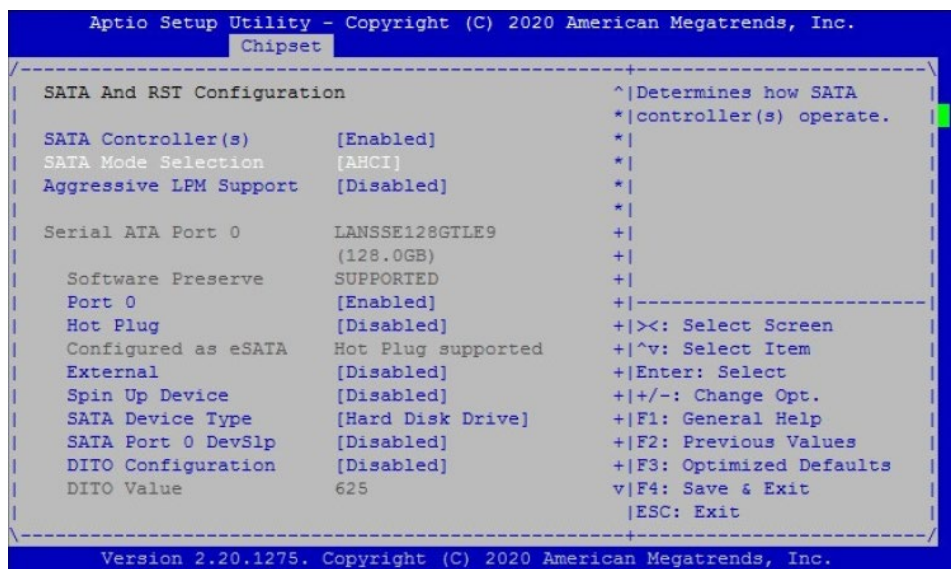 Aptio Setup Utility - Copyright (C) 2020 American Megatrends, Inc.
Chipset
/-----------------------------------------------------+-------------------------\
| SATA And RST Configuration ^|Determines how SATA |
| *|controller(s) operate. |
| SATA Controller(s) [Enabled] *| |
| SATA Mode Selection [AHCI] *| |
| Aggressive LPM Support [Disabled] *| |
| *| |
| Serial ATA Port 0 LANSSE128GTLE9 +| |
| (128.0GB) +| |
| Software Preserve SUPPORTED +| |
| Port 0 [Enabled] +|-------------------------|
| Hot Plug [Disabled] +|><: Select Screen |
| Configured as eSATA Hot Plug supported +|^v: Select Item |
| External [Disabled] +|Enter: Select |
| Spin Up Device [Disabled] +|+/-: Change Opt. |
| SATA Device Type [Hard Disk Drive] +|F1: General Help |
| SATA Port 0 DevSlp [Disabled] +|F2: Previous Values |
| DITO Configuration [Disabled] +|F3: Optimized Defaults |
| DITO Value 625 v|F4: Save & Exit |
| |ESC: Exit |
\-----------------------------------------------------+-------------------------/
Version 2.20.1275. Copyright (C) 2020 American Megatrends, Inc.